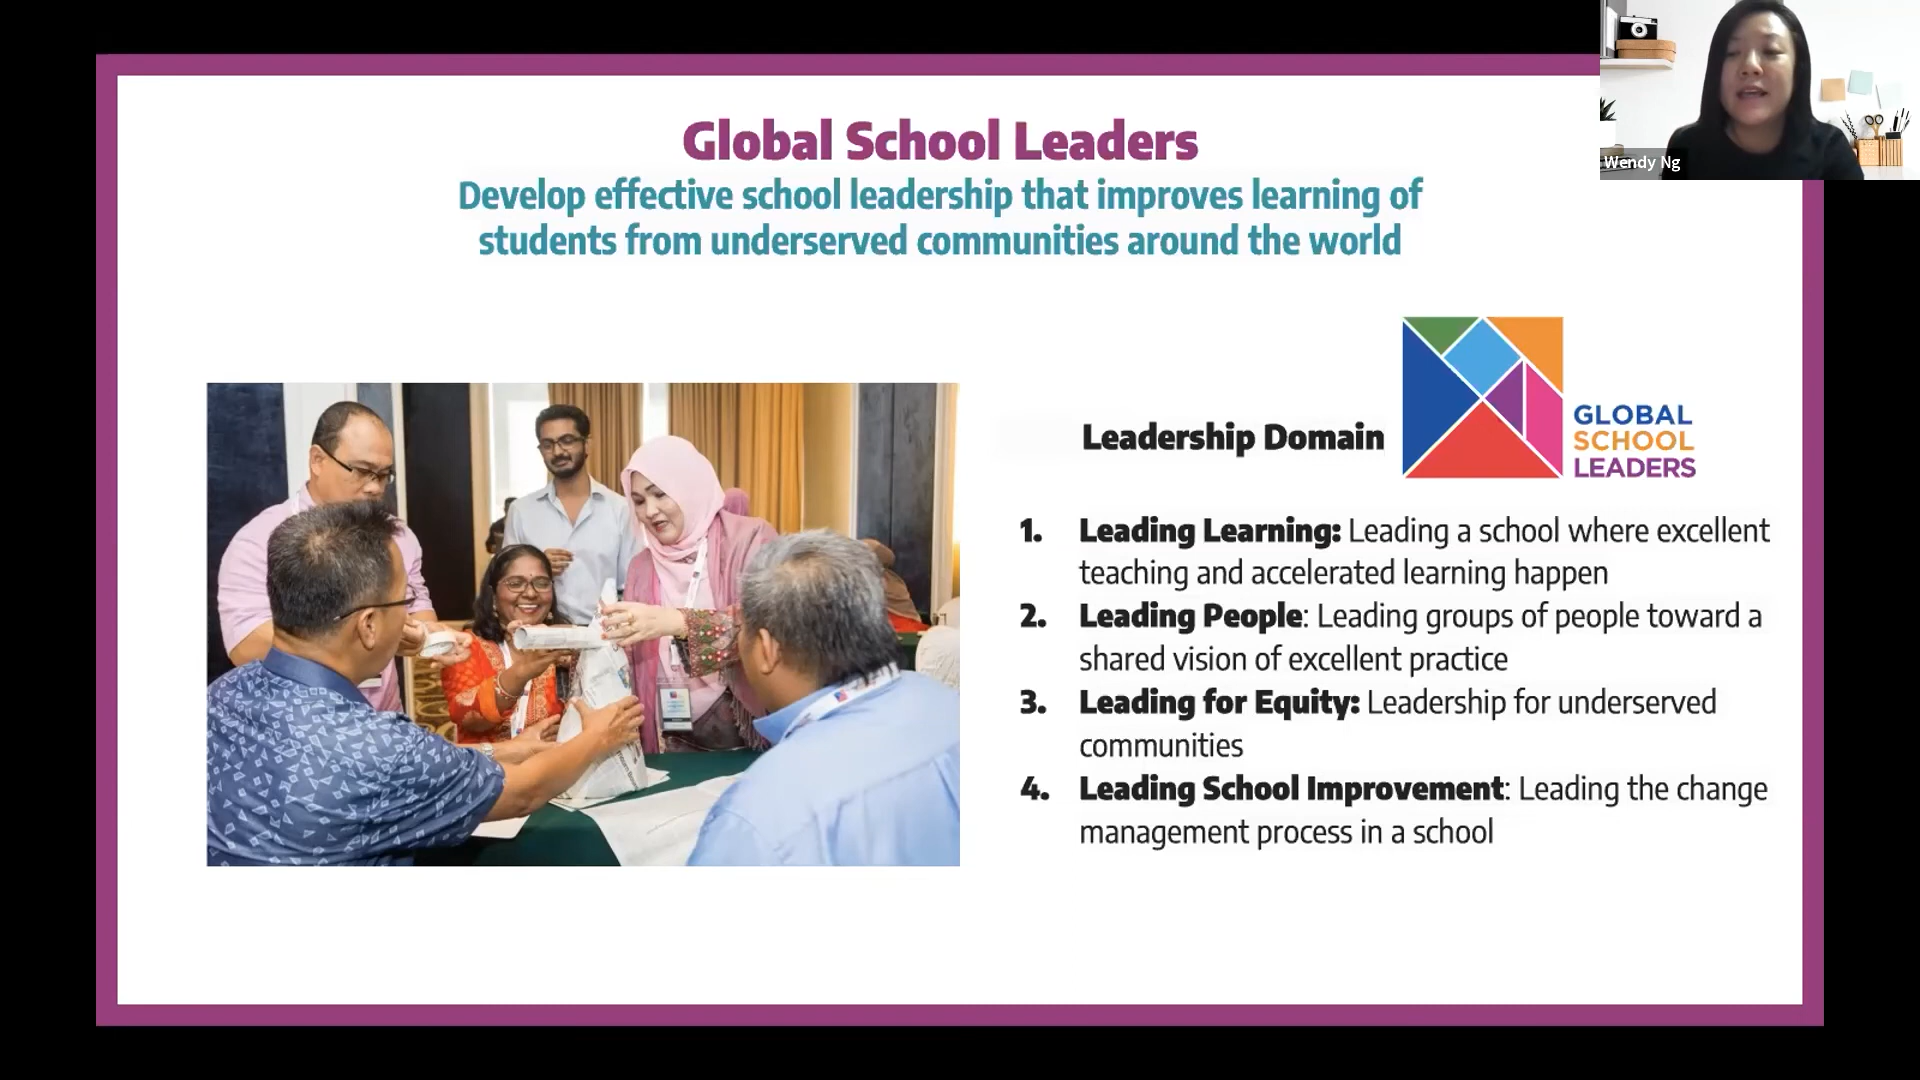 Global School Leaders
Develop effective school leadership that improves learning of
students from underserved communities around the world
Wendy Ng
Leadership Domain
GLOBAL
SCHOOL
LEADERS
1. Leading Learning: Leading a school where excellent
teaching and accelerated learning happen
2. Leading People: Leading groups of people toward a
shared vision of excellent practice
3. Leading for Equity: Leadership for underserved
communities
4. Leading School Improvement: Leading the change
management process in a school